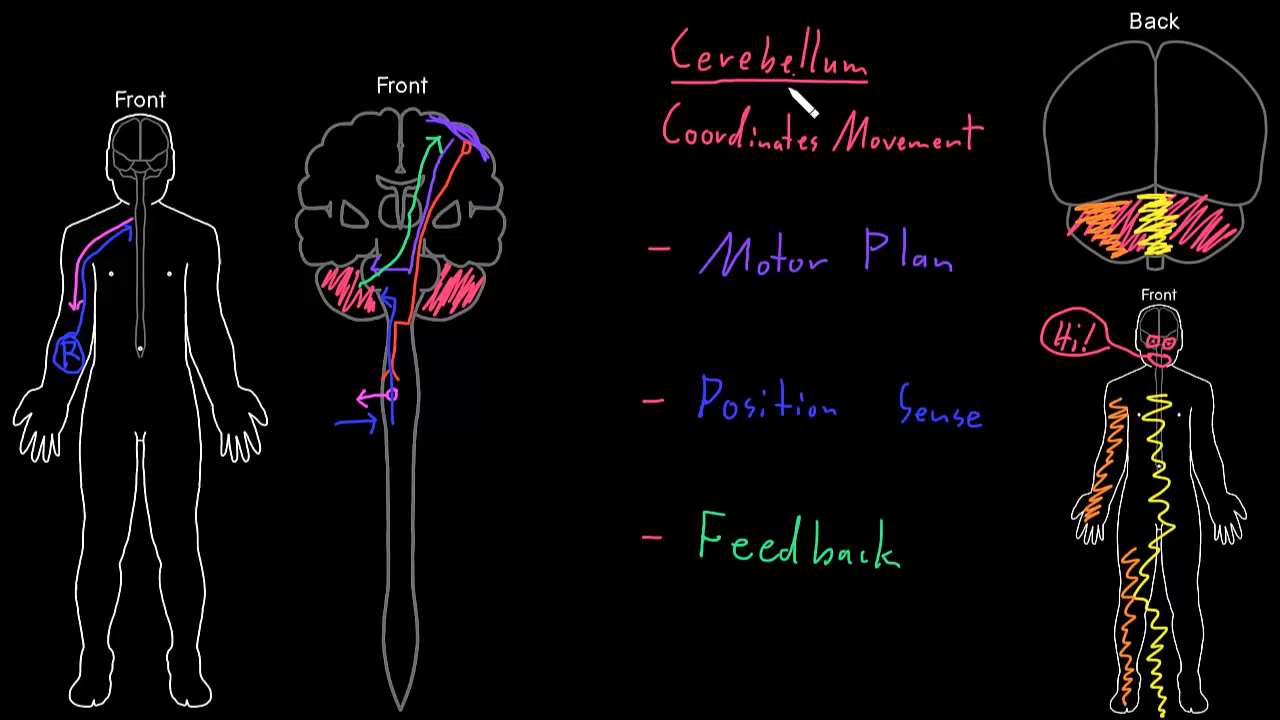 Front
R
Front
Cerebellum
Coordinates Movement
- Motor Plan
- Position Sense
- Feedback
Back
Front
Hi!